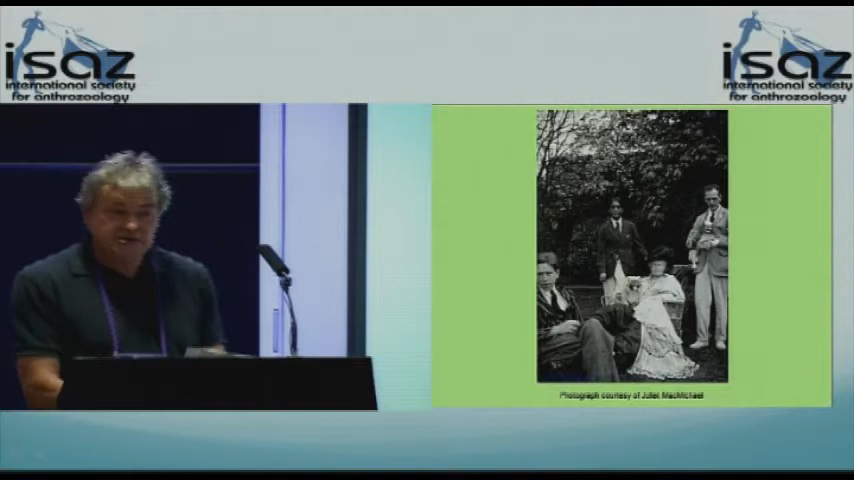 isaz
international society
for anthrozoology
isaz
international society
for anthrozoology
Photograph courtesy of Juliet MacMichael